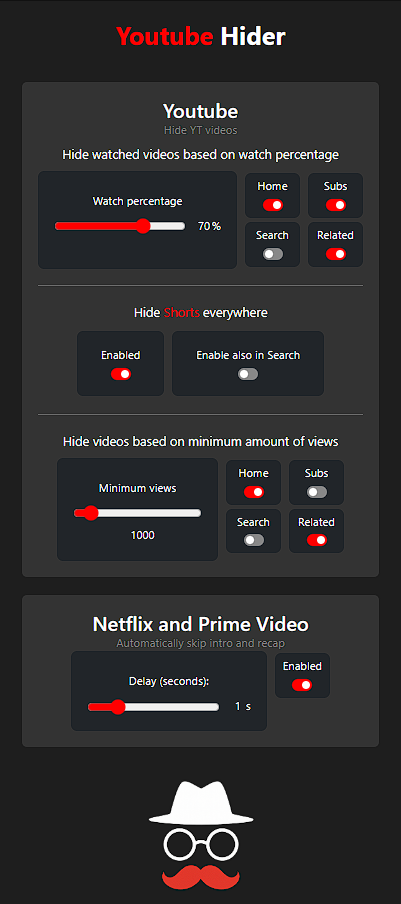 Youtube Hider
Youtube
Hide YT videos
Hide watched videos based on watch percentage
Watch percentage
70%
Home
Subs
Search
Related
Hide Shorts everywhere
Enabled
Enable also in Search
Hide videos based on minimum amount of views
Minimum views
1000
Home
Subs
Search
Related
Netflix and Prime Video
Automatically skip intro and recap
Delay (seconds):
1 s
Enabled